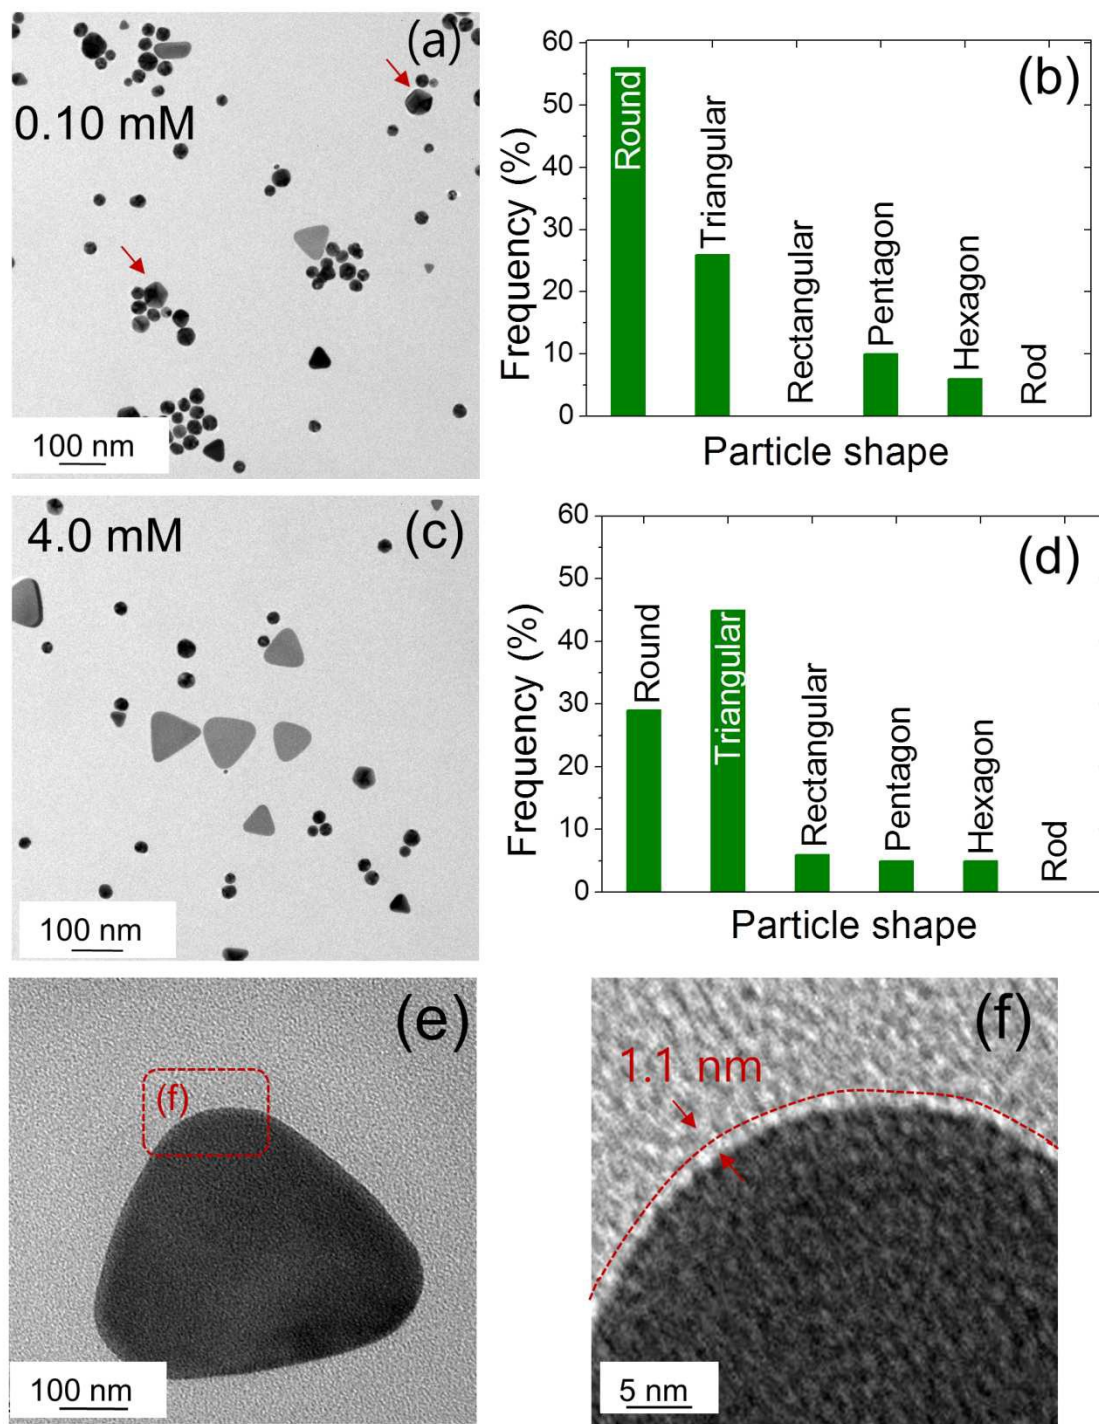 (a)
0.10 mM
100 nm
(b)
Frequency (%)
60
50
40
30
20
10
0
Round
Triangular
Rectangular
Pentagon
Hexagon
Rod
Particle shape
(c)
4.0 mM
100 nm
(d)
Frequency (%)
60
50
40
30
20
10
0
Round
Triangular
Rectangular
Pentagon
Hexagon
Rod
Particle shape
(e)
(f)
100 nm
(f)
1.1 nm
5 nm